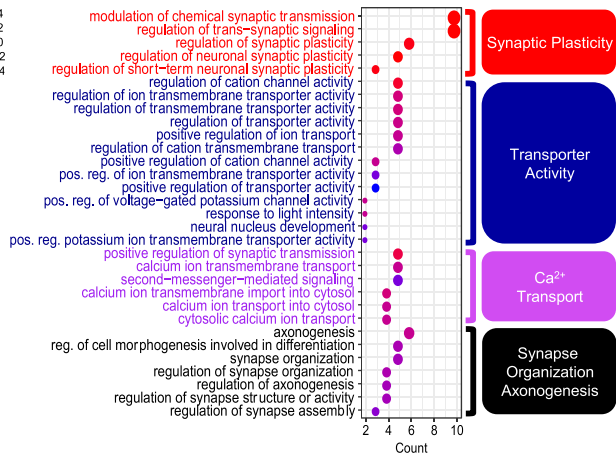 4
2
0
2
4
modulation of chemical synaptic transmission
regulation of trans−synaptic signaling
regulation of synaptic plasticity
regulation of neuronal synaptic plasticity
regulation of short−term neuronal synaptic plasticity
Synaptic Plasticity
regulation of cation channel activity
regulation of ion transmembrane transporter activity
regulation of transmembrane transporter activity
regulation of transporter activity
positive regulation of ion transport
regulation of cation transmembrane transport
positive regulation of cation channel activity
pos. reg. of ion transmembrane transporter activity
positive regulation of transporter activity
pos. reg. of voltage−gated potassium channel activity
response to light intensity
neural nucleus development
pos. reg. potassium ion transmembrane transporter activity
Transporter
Activity
positive regulation of synaptic transmission
calcium ion transmembrane transport
second−messenger−mediated signaling
calcium ion transmembrane import into cytosol
calcium ion transport into cytosol
cytosolic calcium ion transport
Ca²⁺
Transport
axonogenesis
reg. of cell morphogenesis involved in differentiation
synapse organization
regulation of synapse organization
regulation of axonogenesis
regulation of synapse structure or activity
regulation of synapse assembly
Synapse
Organization
Axonogenesis
2 4 6 8 10
Count